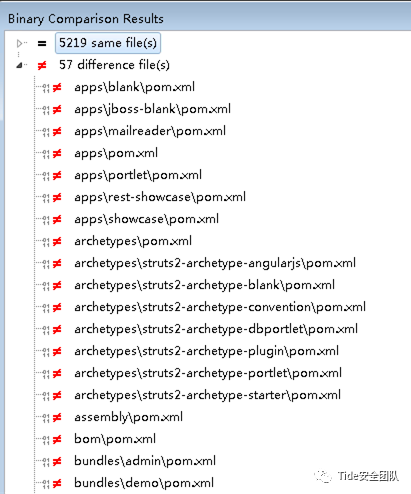 Binary Comparison Results
= 5219 same file(s)
≠ 57 difference file(s)
≠ apps\blank\pom.xml
≠ apps\jboss-blank\pom.xml
≠ apps\mailreader\pom.xml
≠ apps\pom.xml
≠ apps\portlet\pom.xml
≠ apps\rest-showcase\pom.xml
≠ apps\showcase\pom.xml
≠ archetypes\pom.xml
≠ archetypes\struts2-archetype-angularjs\pom.xml
≠ archetypes\struts2-archetype-blank\pom.xml
≠ archetypes\struts2-archetype-convention\pom.xml
≠ archetypes\struts2-archetype-dbportlet\pom.xml
≠ archetypes\struts2-archetype-plugin\pom.xml
≠ archetypes\struts2-archetype-portlet\pom.xml
≠ archetypes\struts2-archetype-starter\pom.xml
≠ assembly\pom.xml
≠ bom\pom.xml
≠ bundles\admin\pom.xml
≠ bundles\demo\pom.xml
Tide安全团队